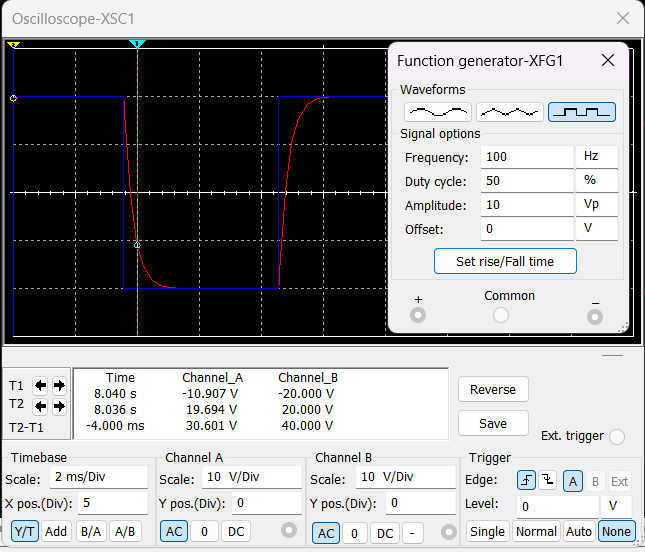 Oscilloscope-XSC1
Function generator-XFG1
Waveforms
Signal options
Frequency: 100 Hz
Duty cycle: 50 %
Amplitude: 10 Vp
Offset: 0 V
Set rise/Fall time
+ Common −
T1
T2
T2-T1
Time Channel_A Channel_B
8.040 s -10.907 V -20.000 V
8.036 s 19.694 V 20.000 V
-4.000 ms 30.601 V 40.000 V
Reverse
Save
Ext. trigger
Timebase
Scale: 2 ms/Div
X pos.(Div): 5
Y/T Add B/A A/B
Channel A
Scale: 10 V/Div
Y pos.(Div): 0
AC 0 DC
Channel B
Scale: 10 V/Div
Y pos.(Div): 0
AC 0 DC -
Trigger
Edge: A B Ext
Level: 0 V
Single Normal Auto None